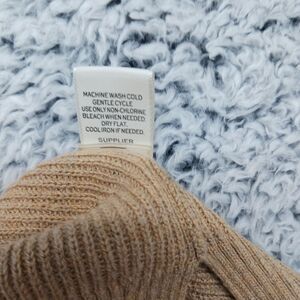 MACHINE WASH COLD
GENTLE CYCLE
USE ONLY NON-CHLORINE
BLEACH WHEN NEEDED.
DRY FLAT.
COOL IRON IF NEEDED.
SUPPLIER